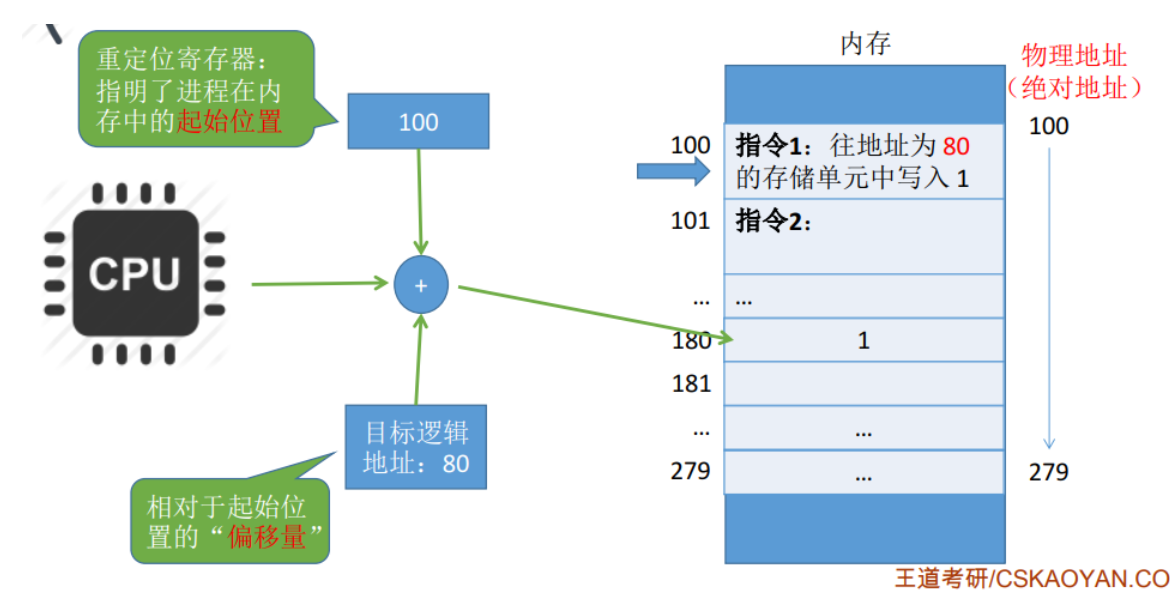 重定位寄存器：
指明了进程在内
存中的起始位置
100
CPU
+
目标逻辑
地址：80
相对于起始位
置的“偏移量”
内存
物理地址
（绝对地址）
100
指令1：往地址为 80
的存储单元中写入 1
100
101
指令2：
...
...
180
1
181
...
...
279
...
279
王道考研/CSKAOYAN.CO